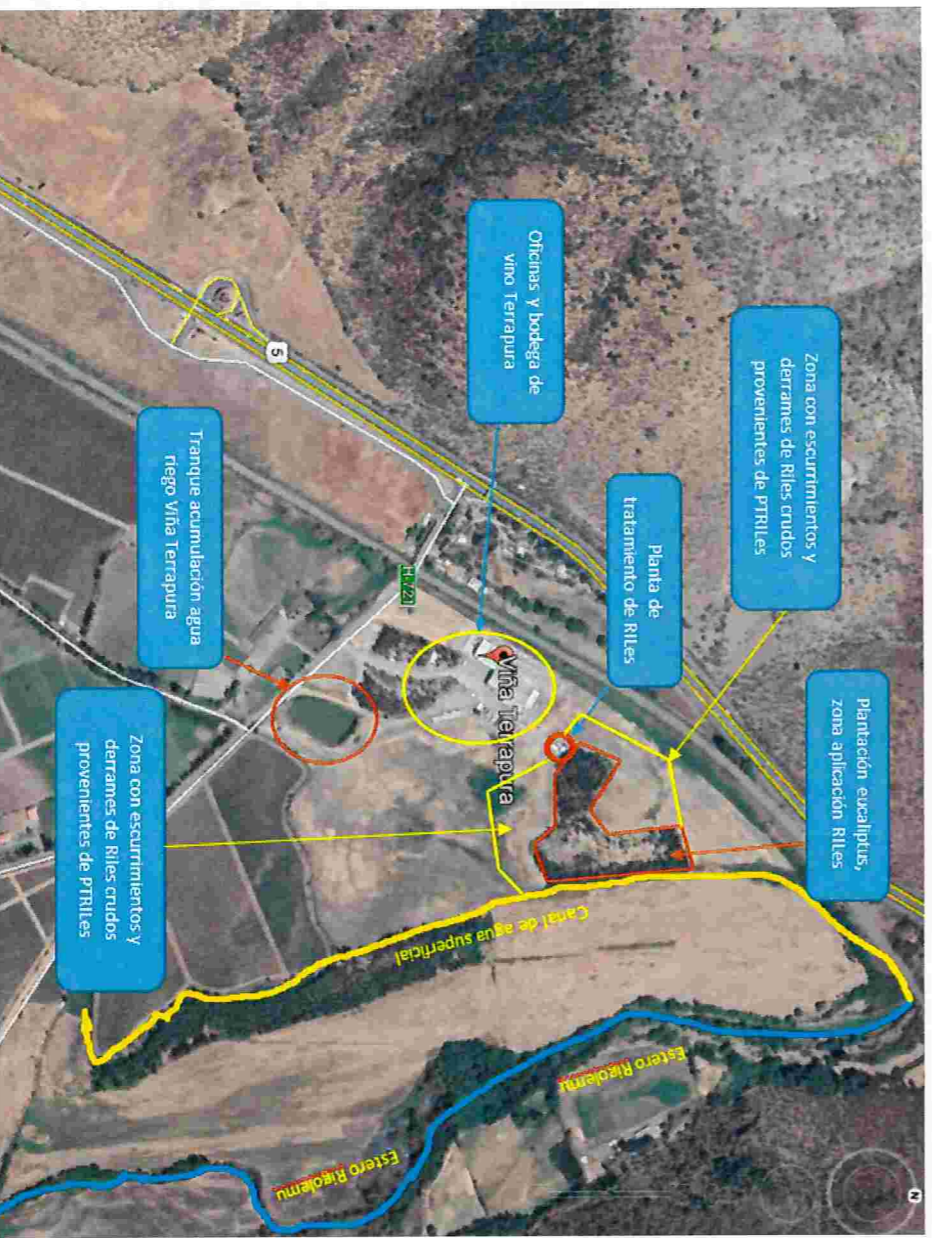 Zona con escurrimientos y
derrames de Riles crudos
provenientes de PTRILes
Plantación eucaliptus,
zona aplicación RILes
Oficinas y bodega de
vino Terrapura
Planta de
tratamiento de RILes
Tranque acumulación agua
riego Viña Terrapura
Zona con escurrimientos y
derrames de Riles crudos
provenientes de PTRILes
Viña Terrapura
Canal de agua superficial
Estero Rigolemu
Estero Rigolemu
5
N